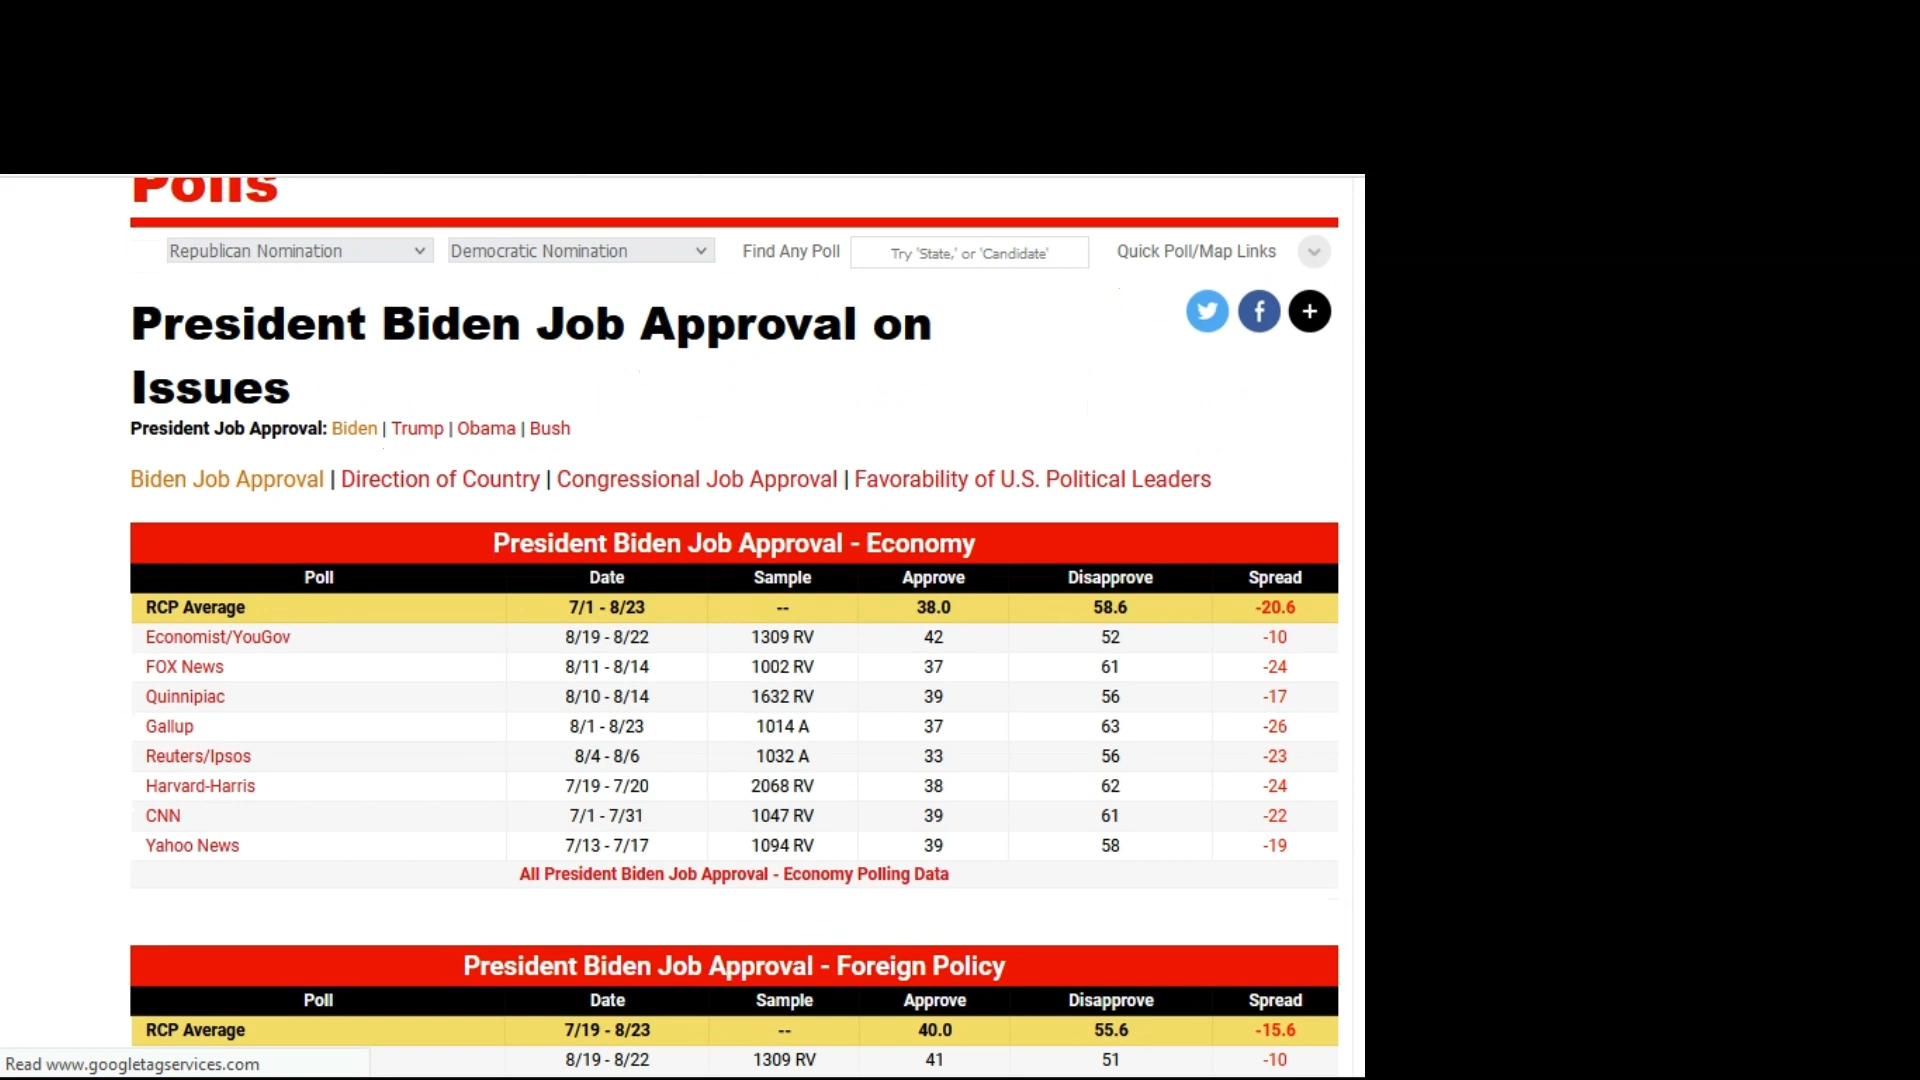 Polls
Republican Nomination Democratic Nomination Find Any Poll Try 'State,' or 'Candidate' Quick Poll/Map Links
President Biden Job Approval on
Issues
President Job Approval: Biden | Trump | Obama | Bush
Biden Job Approval | Direction of Country | Congressional Job Approval | Favorability of U.S. Political Leaders
President Biden Job Approval - Economy
Poll Date Sample Approve Disapprove Spread
RCP Average 7/1 - 8/23 -- 38.0 58.6 -20.6
Economist/YouGov 8/19 - 8/22 1309 RV 42 52 -10
FOX News 8/11 - 8/14 1002 RV 37 61 -24
Quinnipiac 8/10 - 8/14 1632 RV 39 56 -17
Gallup 8/1 - 8/23 1014 A 37 63 -26
Reuters/Ipsos 8/4 - 8/6 1032 A 33 56 -23
Harvard-Harris 7/19 - 7/20 2068 RV 38 62 -24
CNN 7/1 - 7/31 1047 RV 39 61 -22
Yahoo News 7/13 - 7/17 1094 RV 39 58 -19
All President Biden Job Approval - Economy Polling Data
President Biden Job Approval - Foreign Policy
Poll Date Sample Approve Disapprove Spread
RCP Average 7/19 - 8/23 -- 40.0 55.6 -15.6
8/19 - 8/22 1309 RV 41 51 -10
Read www.googletagservices.com